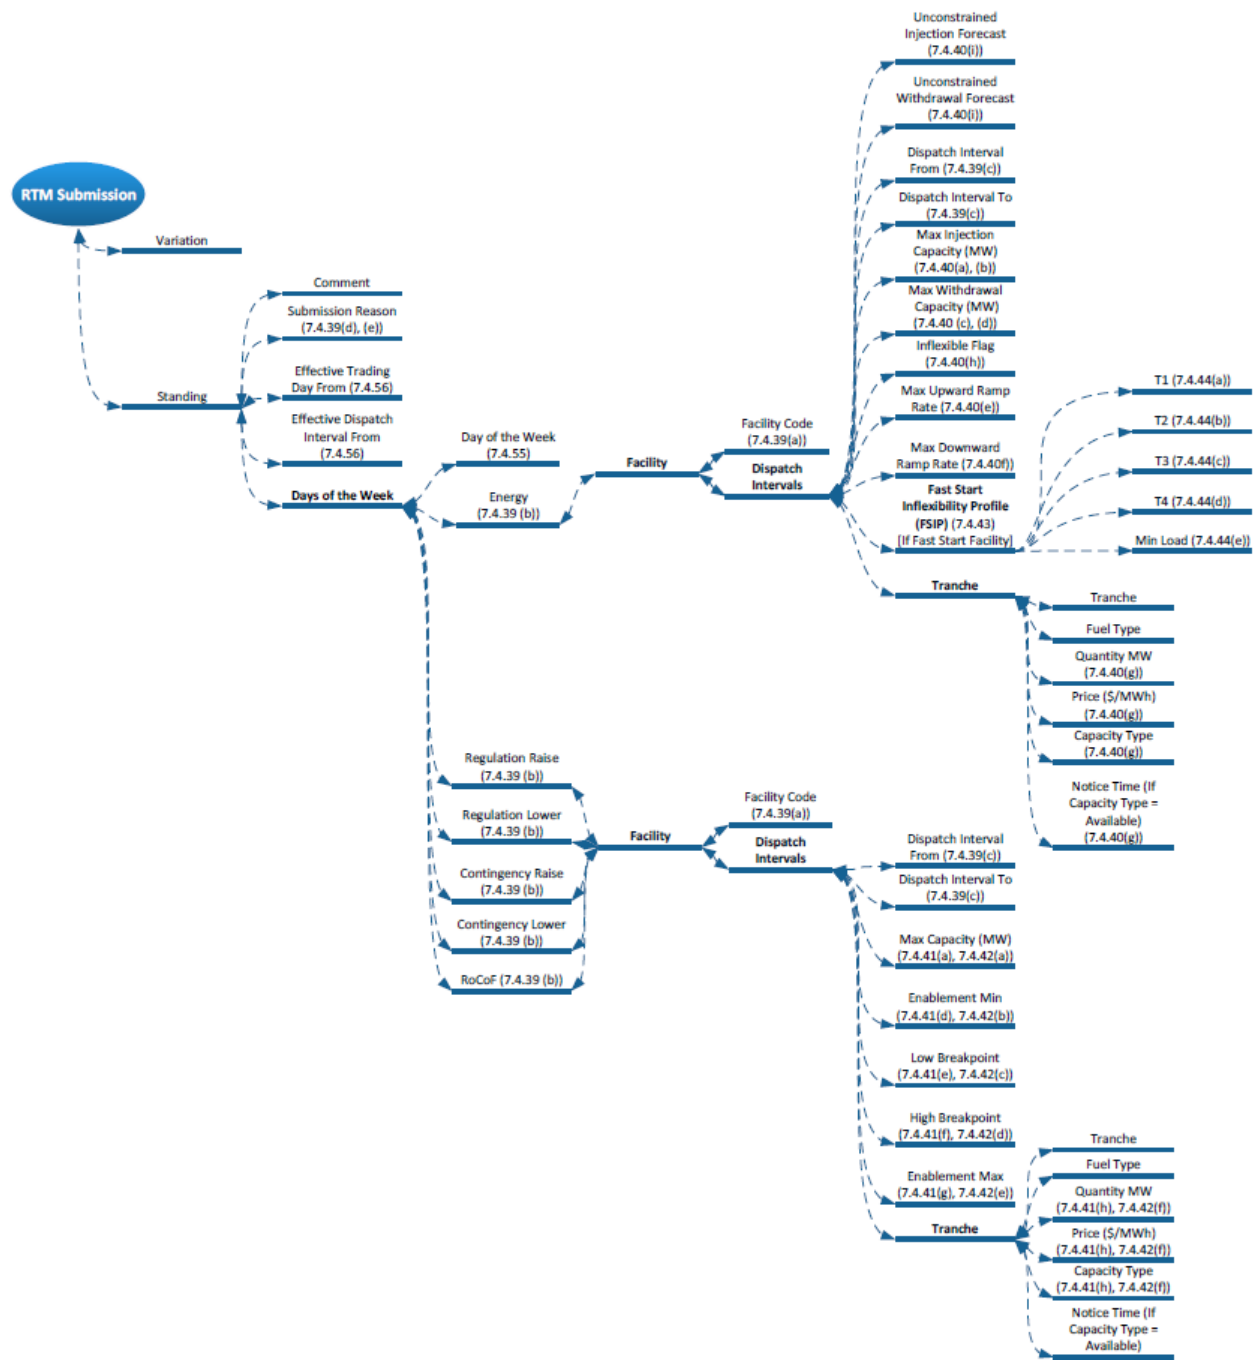 RTM Submission
Variation
Standing
Comment
Submission Reason
(7.4.39(d), (e))
Effective Trading
Day From (7.4.56)
Effective Dispatch
Interval From
(7.4.56)
Days of the Week
Day of the Week
(7.4.55)
Energy
(7.4.39 (b))
Facility
Facility Code
(7.4.39(a))
Dispatch
Intervals
Unconstrained
Injection Forecast
(7.4.40(i))
Unconstrained
Withdrawal Forecast
(7.4.40(i))
Dispatch Interval
From (7.4.39(c))
Dispatch Interval To
(7.4.39(c))
Max Injection
Capacity (MW)
(7.4.40(a), (b))
Max Withdrawal
Capacity (MW)
(7.4.40 (c), (d))
Inflexible Flag
(7.4.40(h))
Max Upward Ramp
Rate (7.4.40(e))
Max Downward
Ramp Rate (7.4.40f))
Fast Start
Inflexibility Profile
(FSIP) (7.4.43)
[If Fast Start Facility]
T1 (7.4.44(a))
T2 (7.4.44(b))
T3 (7.4.44(c))
T4 (7.4.44(d))
Min Load (7.4.44(e))
Tranche
Tranche
Fuel Type
Quantity MW
(7.4.40(g))
Price ($/MWh)
(7.4.40(g))
Capacity Type
(7.4.40(g))
Notice Time (If
Capacity Type =
Available)
(7.4.40(g))
Regulation Raise
(7.4.39 (b))
Regulation Lower
(7.4.39 (b))
Contingency Raise
(7.4.39 (b))
Contingency Lower
(7.4.39 (b))
RoCoF (7.4.39 (b))
Facility
Facility Code
(7.4.39(a))
Dispatch
Intervals
Dispatch Interval
From (7.4.39(c))
Dispatch Interval To
(7.4.39(c))
Max Capacity (MW)
(7.4.41(a), 7.4.42(a))
Enablement Min
(7.4.41(d), 7.4.42(b))
Low Breakpoint
(7.4.41(e), 7.4.42(c))
High Breakpoint
(7.4.41(f), 7.4.42(d))
Enablement Max
(7.4.41(g), 7.4.42(e))
Tranche
Tranche
Fuel Type
Quantity MW
(7.4.41(h), 7.4.42(f))
Price ($/MWh)
(7.4.41(h), 7.4.42(f))
Capacity Type
(7.4.41(h), 7.4.42(f))
Notice Time (If
Capacity Type =
Available)